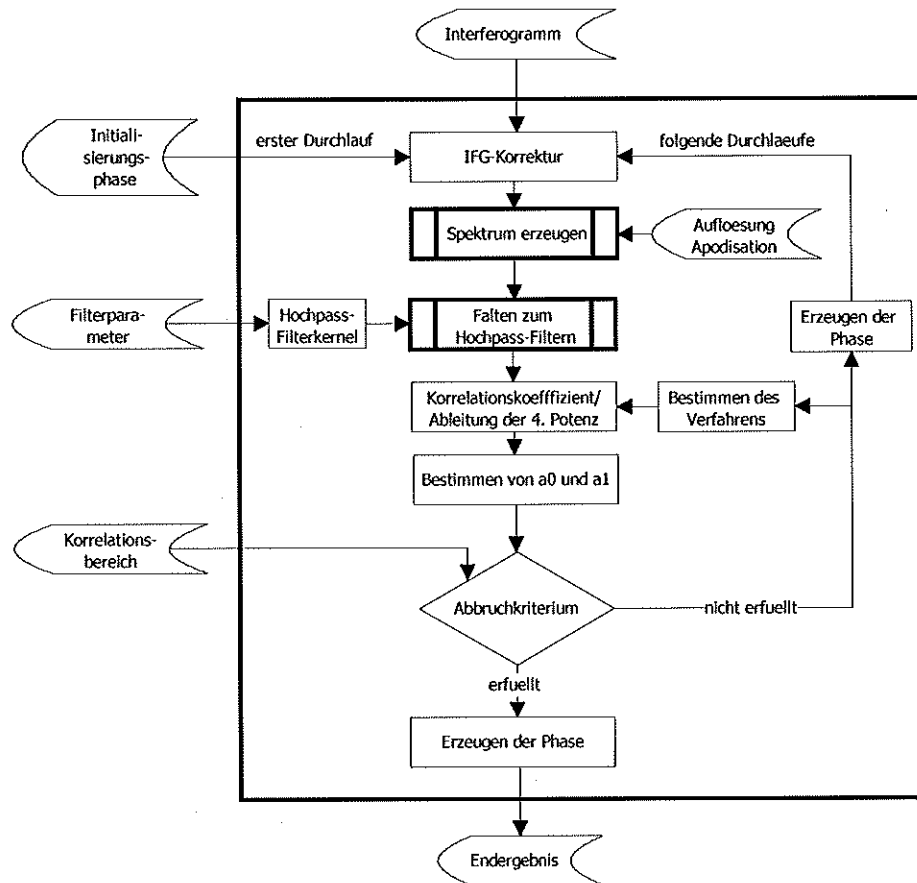 Interferogramm
Initiali-
sierungs-
phase
erster Durchlauf
IFG-Korrektur
folgende Durchlaeufe
Spektrum erzeugen
Aufloesung
Apodisation
Filterpara-
meter
Hochpass-
Filterkernel
Falten zum
Hochpass-Filtern
Erzeugen der
Phase
Korrelationskoefffizient/
Ableitung der 4. Potenz
Bestimmen des
Verfahrens
Bestimmen von a0 und a1
Korrelations-
bereich
Abbruchkriterium
nicht erfuellt
erfuellt
Erzeugen der Phase
Endergebnis